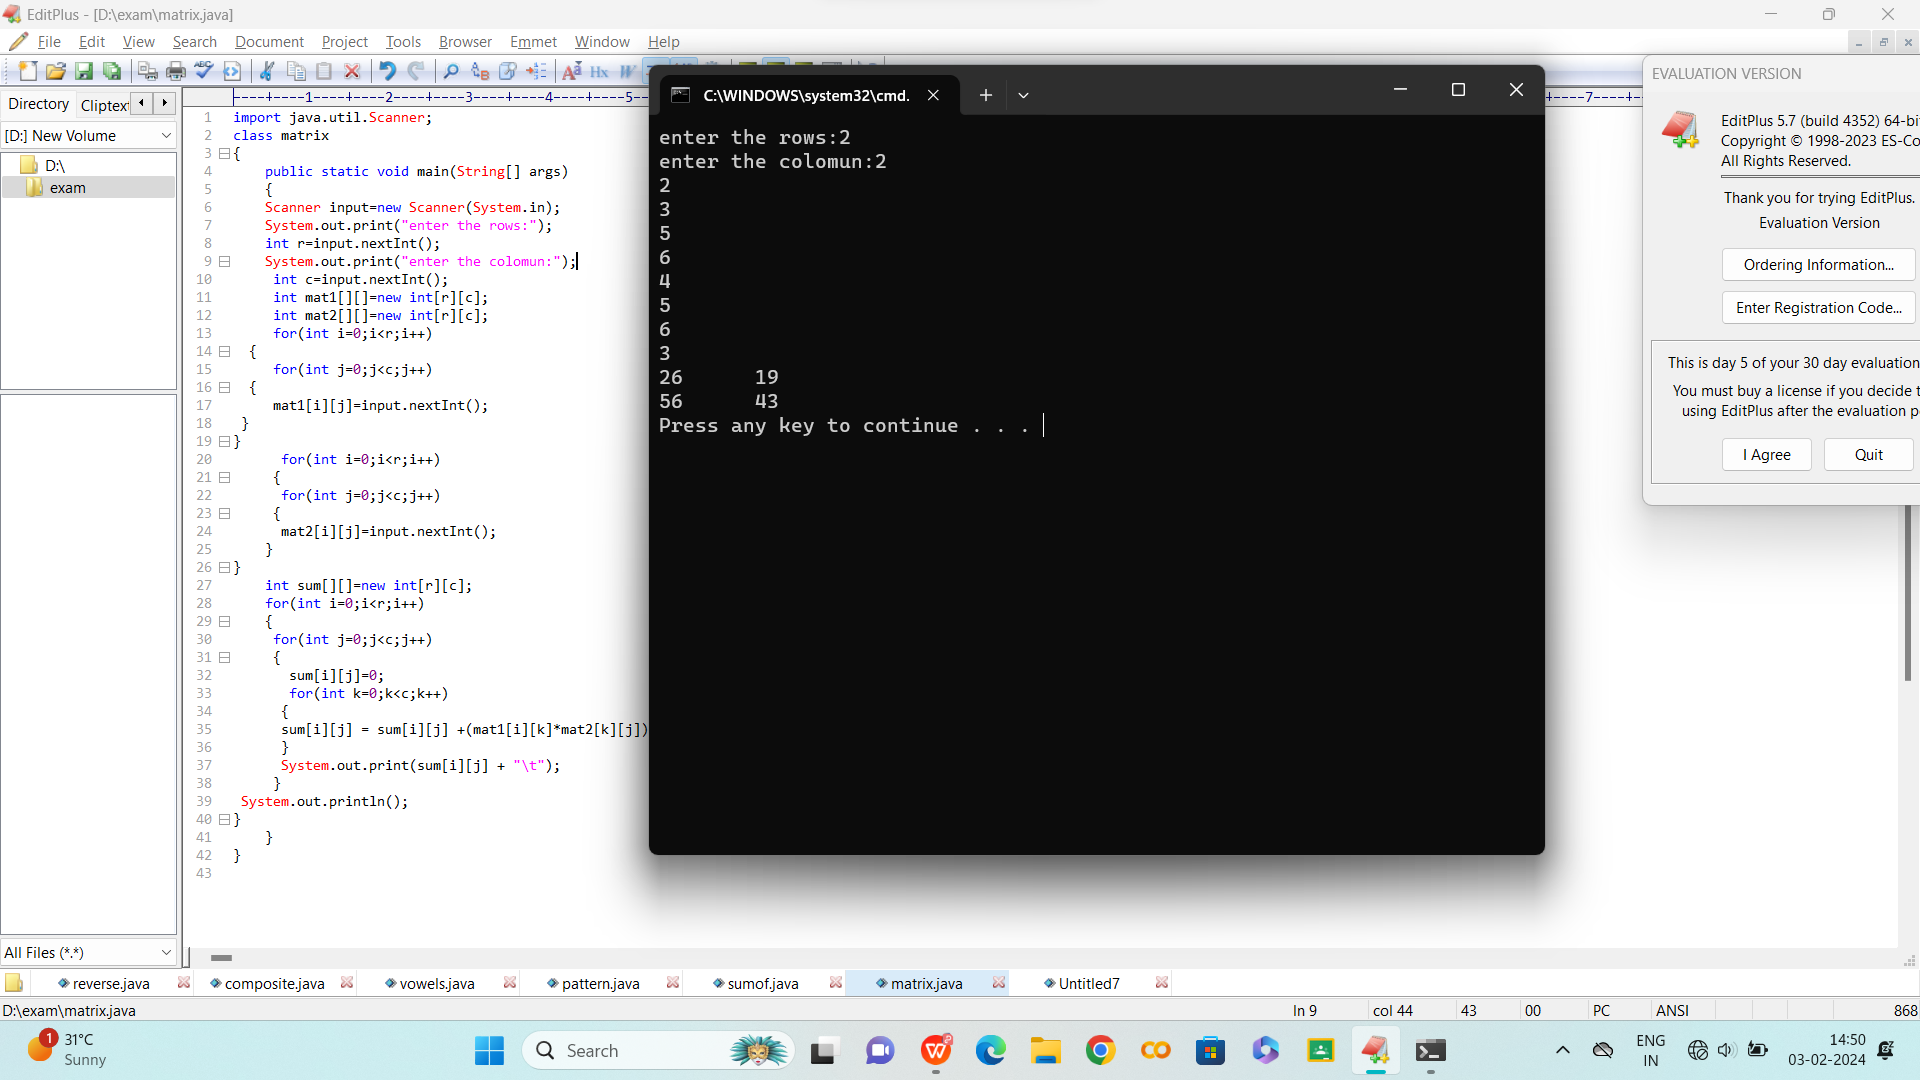 EditPlus - [D:\exam\matrix.java]
File Edit View Search Document Project Tools Browser Emmet Window Help
Directory Cliptext
[D:] New Volume
D:\
exam
----+----1----+----2----+----3----+----4----+----5--
+----7----+-
1 import java.util.Scanner;
2 class matrix
3 {
4 public static void main(String[] args)
5 {
6 Scanner input=new Scanner(System.in);
7 System.out.print("enter the rows:");
8 int r=input.nextInt();
9 System.out.print("enter the colomun:");
10 int c=input.nextInt();
11 int mat1[][]=new int[r][c];
12 int mat2[][]=new int[r][c];
13 for(int i=0;i<r;i++)
14 {
15 for(int j=0;j<c;j++)
16 {
17 mat1[i][j]=input.nextInt();
18 }
19 }
20 for(int i=0;i<r;i++)
21 {
22 for(int j=0;j<c;j++)
23 {
24 mat2[i][j]=input.nextInt();
25 }
26 }
27 int sum[][]=new int[r][c];
28 for(int i=0;i<r;i++)
29 {
30 for(int j=0;j<c;j++)
31 {
32 sum[i][j]=0;
33 for(int k=0;k<c;k++)
34 {
35 sum[i][j] = sum[i][j] +(mat1[i][k]*mat2[k][j])
36 }
37 System.out.print(sum[i][j] + "\t");
38 }
39 System.out.println();
40 }
41 }
42 }
43
C:\WINDOWS\system32\cmd.
enter the rows:2
enter the colomun:2
2
3
5
6
4
5
6
3
26 19
56 43
Press any key to continue . . .
EVALUATION VERSION
EditPlus 5.7 (build 4352) 64-bi
Copyright © 1998-2023 ES-Co
All Rights Reserved.
Thank you for trying EditPlus.
Evaluation Version
Ordering Information...
Enter Registration Code...
This is day 5 of your 30 day evaluation
You must buy a license if you decide t
using EditPlus after the evaluation p
I Agree Quit
All Files (*.*)
reverse.java composite.java vowels.java pattern.java sumof.java matrix.java Untitled7
D:\exam\matrix.java ln 9 col 44 43 00 PC ANSI 868
1
31°C
Sunny
Search
ENG
IN
14:50
03-02-2024